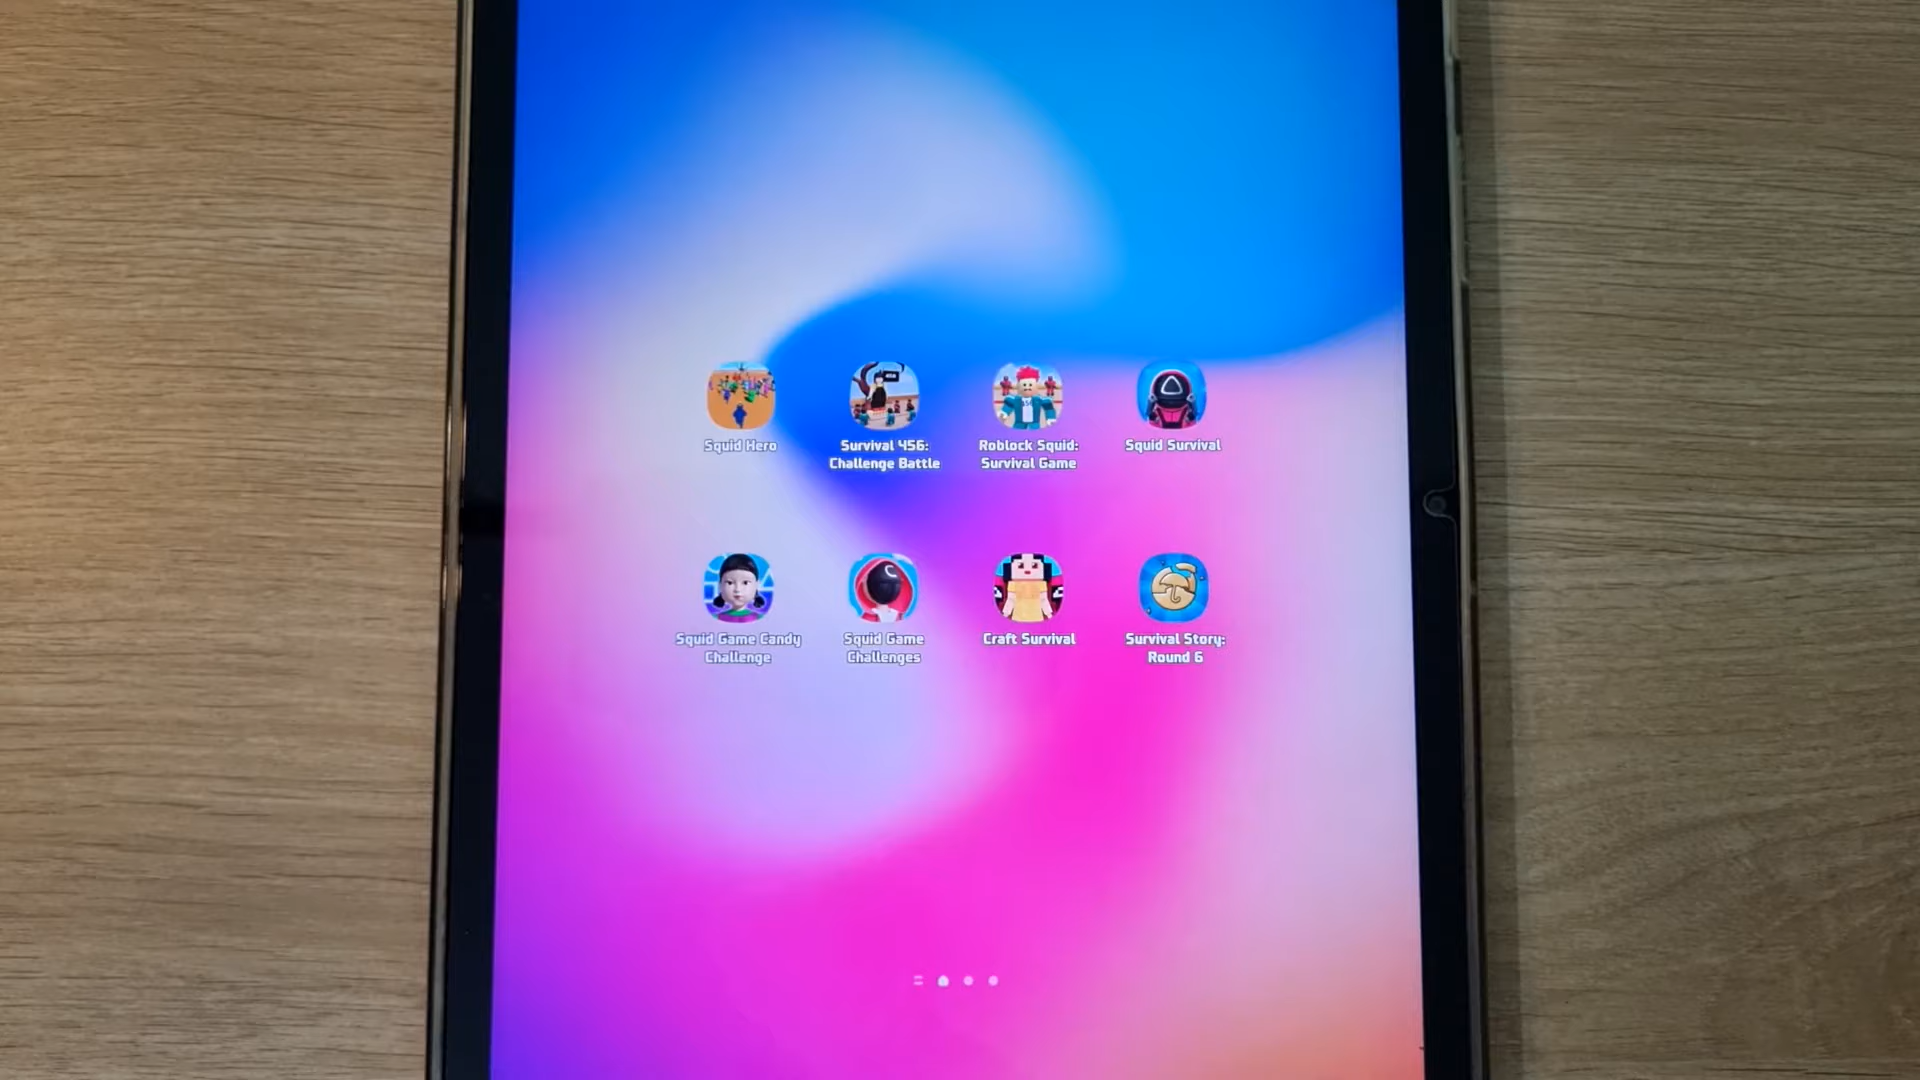 Squid Hero
Survival 456:
Challenge Battle
Roblock Squid:
Survival Game
Squid Survival
Squid Game Candy
Challenge
Squid Game
Challenges
Craft Survival
Survival Story:
Round 6